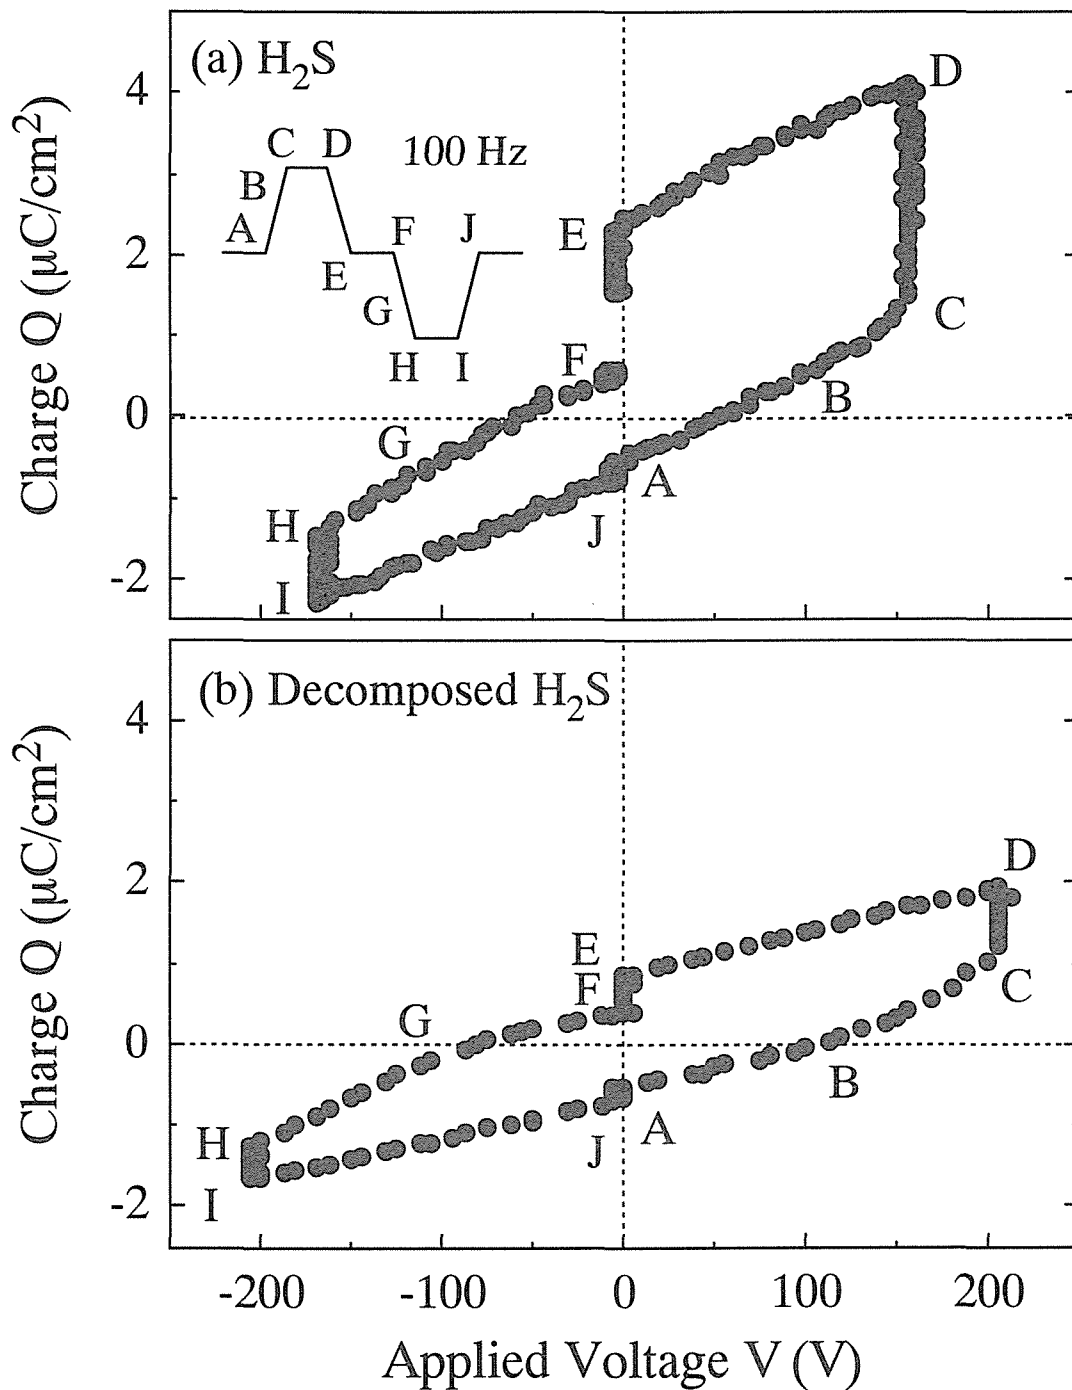 (a) H₂S
C D 100 Hz
B
A F J
E
G
H I
D
E
C
F
B
G
A
H
J
I
4
2
0
-2
Charge Q (μC/cm²)
(b) Decomposed H₂S
D
E
F
C
G
B
A
H
J
I
4
2
0
-2
Charge Q (μC/cm²)
-200 -100 0 100 200
Applied Voltage V (V)